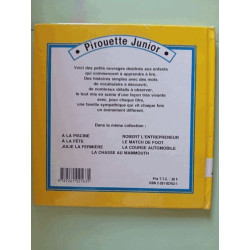 Pirouette Junior
Voici des petits ouvrages destinés aux enfants
qui commencent à apprendre à lire.
Des histoires simples avec des mots
de vocabulaire à découvrir,
de nombreux détails à observer,
le tout mis en scène d'une façon très vivante
avec, pour chaque titre,
une famille sympathique qui vit chaque fois
un événement différent.
Dans la même collection :
A LA PISCINE
ROBERT L'ENTREPRENEUR
A LA FÊTE
LE MATCH DE FOOT
JULIE LA FERMIÈRE
LA COURSE AUTOMOBILE
LA CHASSE AU MAMMOUTH